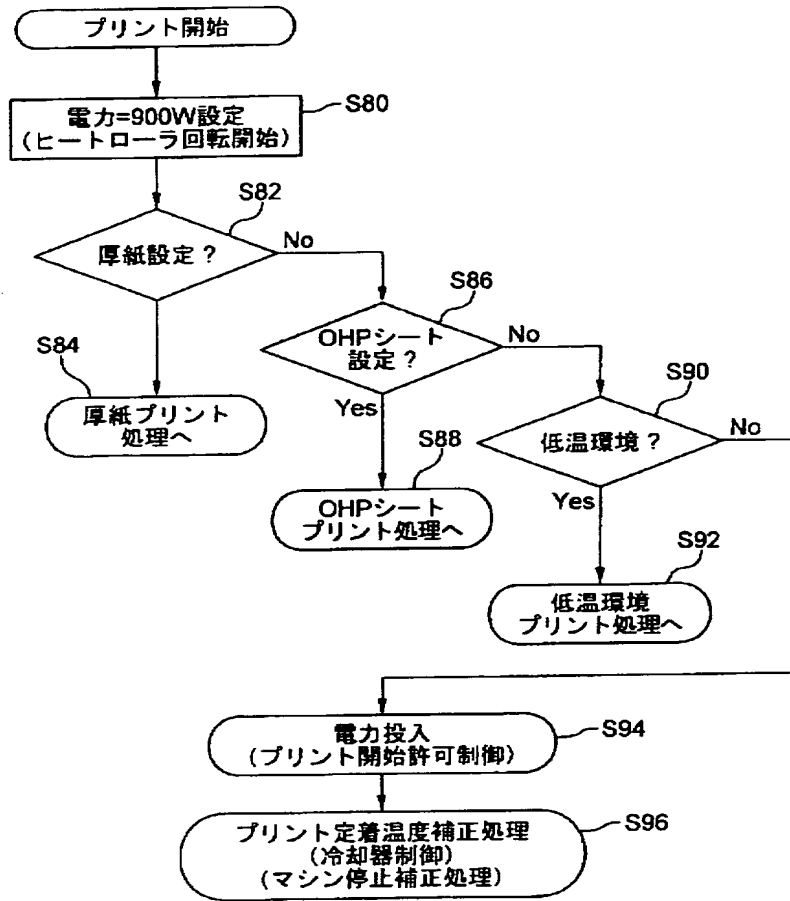 プリント開始
電力=900W設定
(ヒートローラ回転開始)
S80
S82
厚紙設定?
No
S84
厚紙プリント
処理へ
S86
OHPシート
設定?
No
Yes
S88
OHPシート
プリント処理へ
S90
低温環境?
No
Yes
S92
低温環境
プリント処理へ
電力投入
(プリント開始許可制御)
S94
プリント定着温度補正処理
(冷却器制御)
(マシン停止補正処理)
S96